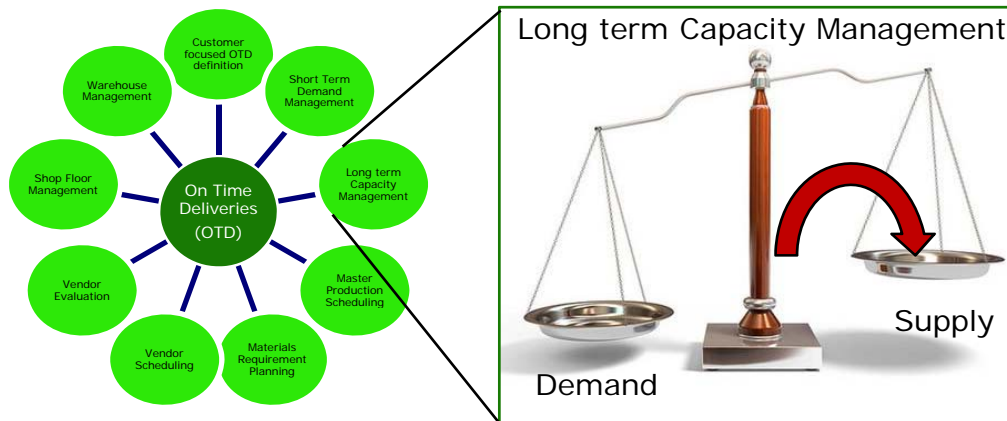 Customer
focused OTD
definition
Short Term
Demand
Management
Long term
Capacity
Management
Master
Production
Scheduling
Materials
Requirement
Planning
Vendor
Scheduling
Vendor
Evaluation
Shop Floor
Management
Warehouse
Management
On Time
Deliveries
(OTD)
Long term Capacity Management
Demand
Supply